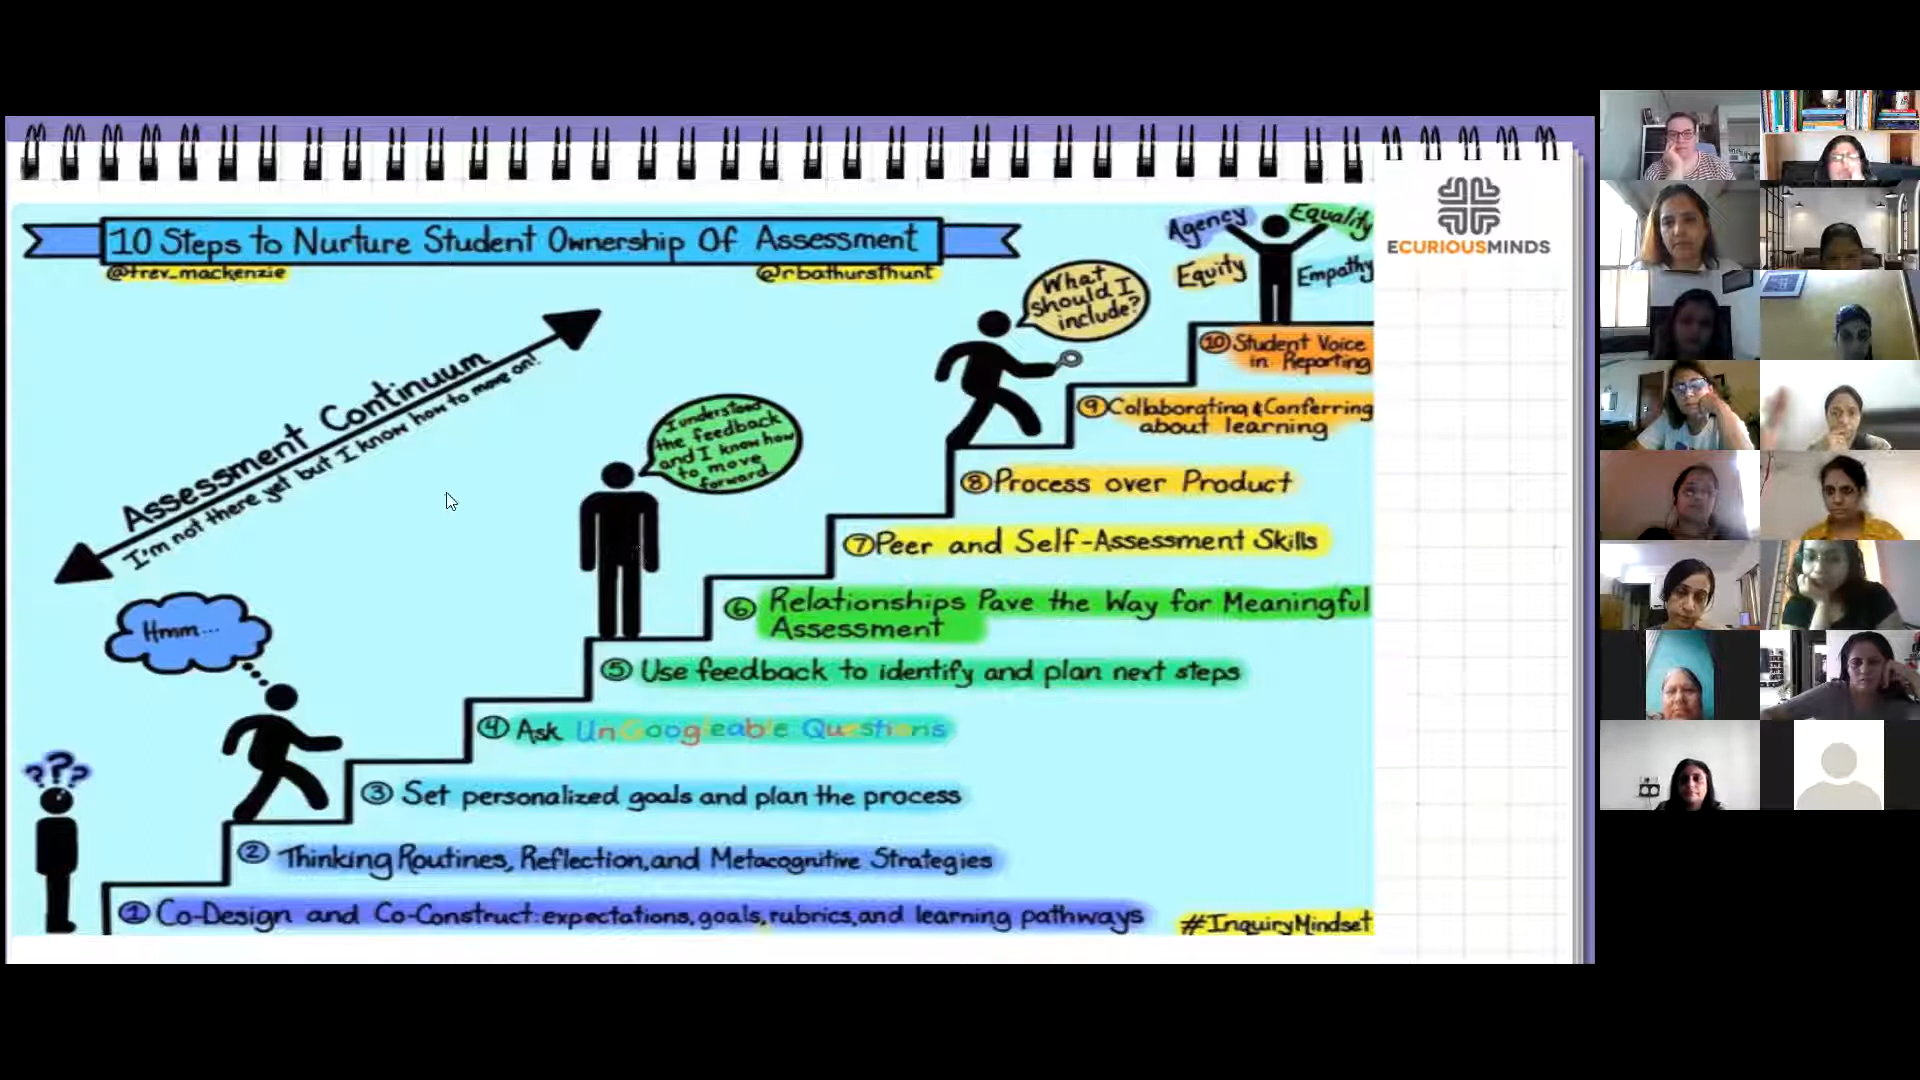 10 Steps to Nurture Student Ownership Of Assessment
@trev_mackenzie
@rbathursthunt
Assessment Continuum
I'm not there yet but I know how to move on!
Agency
Equality
Equity
Empathy
ECURIOUSMINDS
What
should I
include?
I understand
the feedback
and I know how
to move
forward
Hmm...
???
⑩ Student Voice
in Reporting
⑨ Collaborating & Conferring
about learning
⑧ Process over Product
⑦ Peer and Self-Assessment Skills
⑥ Relationships Pave the Way for Meaningful
Assessment
⑤ Use feedback to identify and plan next steps
④ Ask UnGoogleable Questions
③ Set personalized goals and plan the process
② Thinking Routines, Reflection, and Metacognitive Strategies
① Co-Design and Co-Construct: expectations, goals, rubrics, and learning pathways
#InquiryMindset